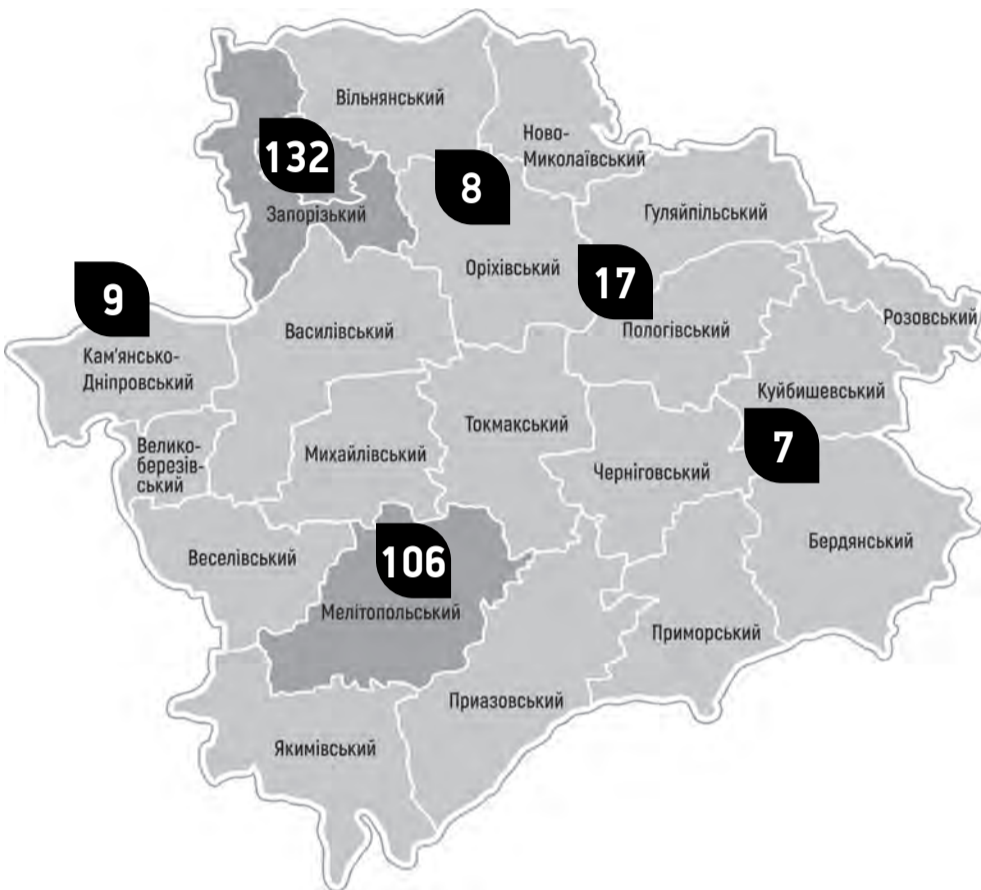 Вільнянський
Ново-
Миколаївський
132
8
Запорізький
Гуляйпільський
Оріхівський
17
9
Розовський
Василівський
Пологівський
Кам'янсько-
Дніпровський
Куйбишевський
Токмакський
7
Велико-
березів-
ський
Михайлівський
Черніговський
Бердянський
Веселівський
106
Мелітопольський
Приморський
Приазовський
Якимівський